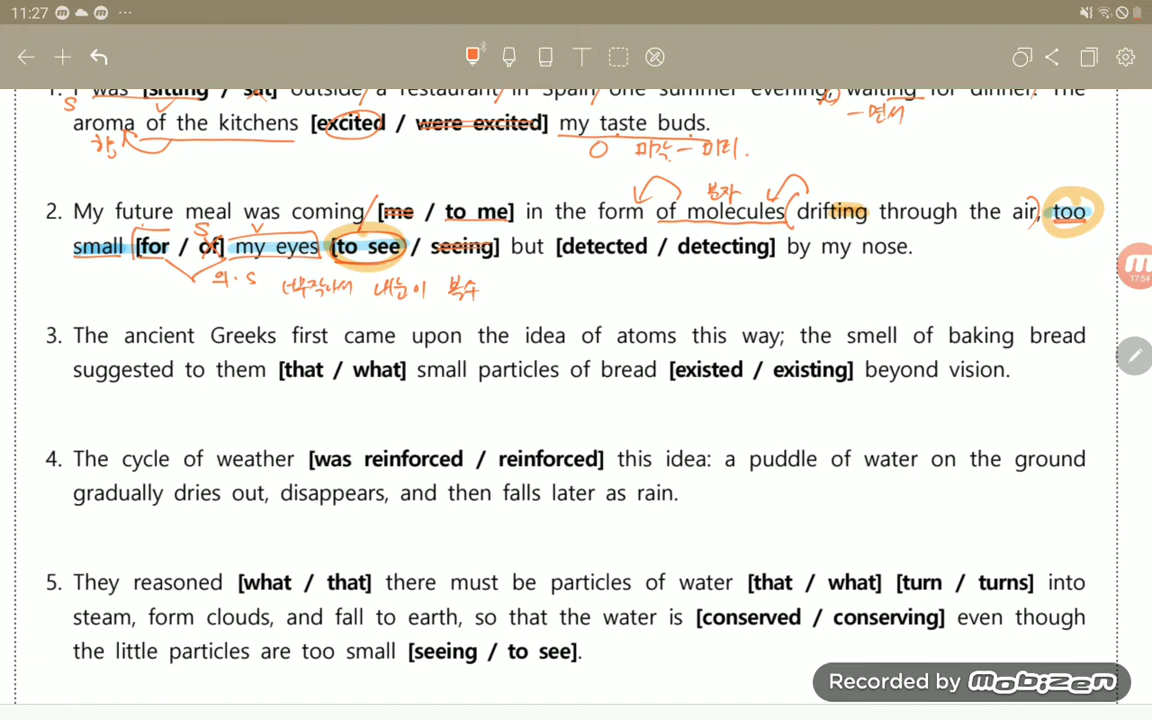 11:27
1. I was [sitting / sat] outside a restaurant in Spain one summer evening, waiting for dinner. The
S
aroma of the kitchens [excited / were excited] my taste buds.
향
-면서
O 미각-미뢰.
분자
2. My future meal was coming [me / to me] in the form of molecules drifting through the air, too
S V
small [for / of] my eyes [to see / seeing] but [detected / detecting] by my nose.
의.S 너무작아서 내눈이 볼수
3. The ancient Greeks first came upon the idea of atoms this way; the smell of baking bread
suggested to them [that / what] small particles of bread [existed / existing] beyond vision.
4. The cycle of weather [was reinforced / reinforced] this idea: a puddle of water on the ground
gradually dries out, disappears, and then falls later as rain.
5. They reasoned [what / that] there must be particles of water [that / what] [turn / turns] into
steam, form clouds, and fall to earth, so that the water is [conserved / conserving] even though
the little particles are too small [seeing / to see].
17:54
Recorded by mobizen